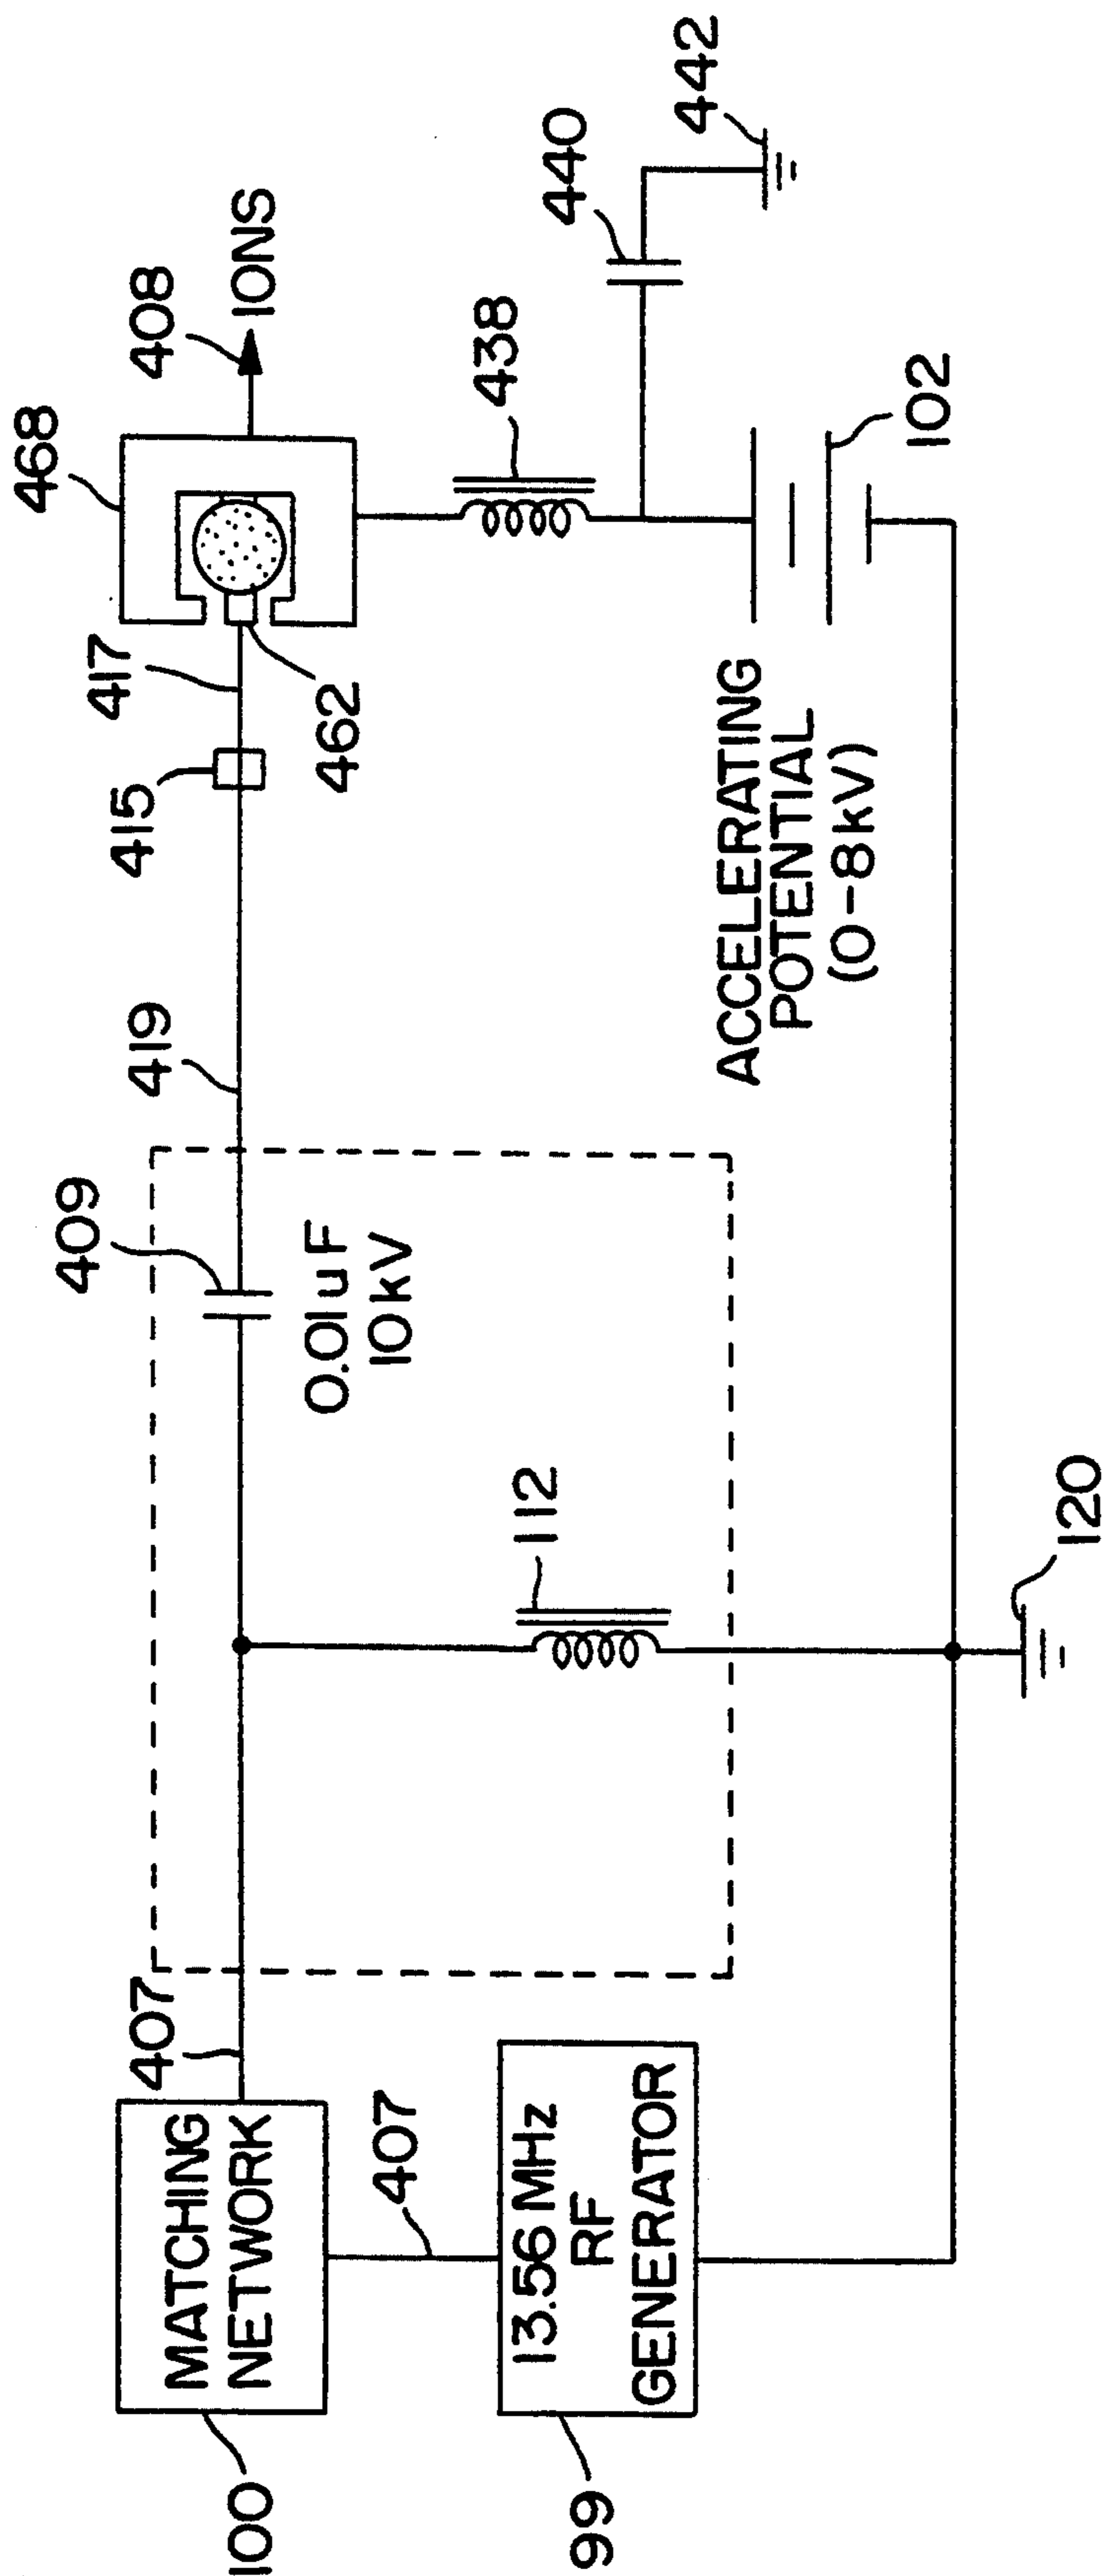 468
408
IONS
417
415
462
419
409
0.01uF
10kV
407
MATCHING
NETWORK
100
407
13.56 MHz
RF
GENERATOR
99
112
438
440
442
102
ACCELERATING
POTENTIAL
(0-8kV)
120